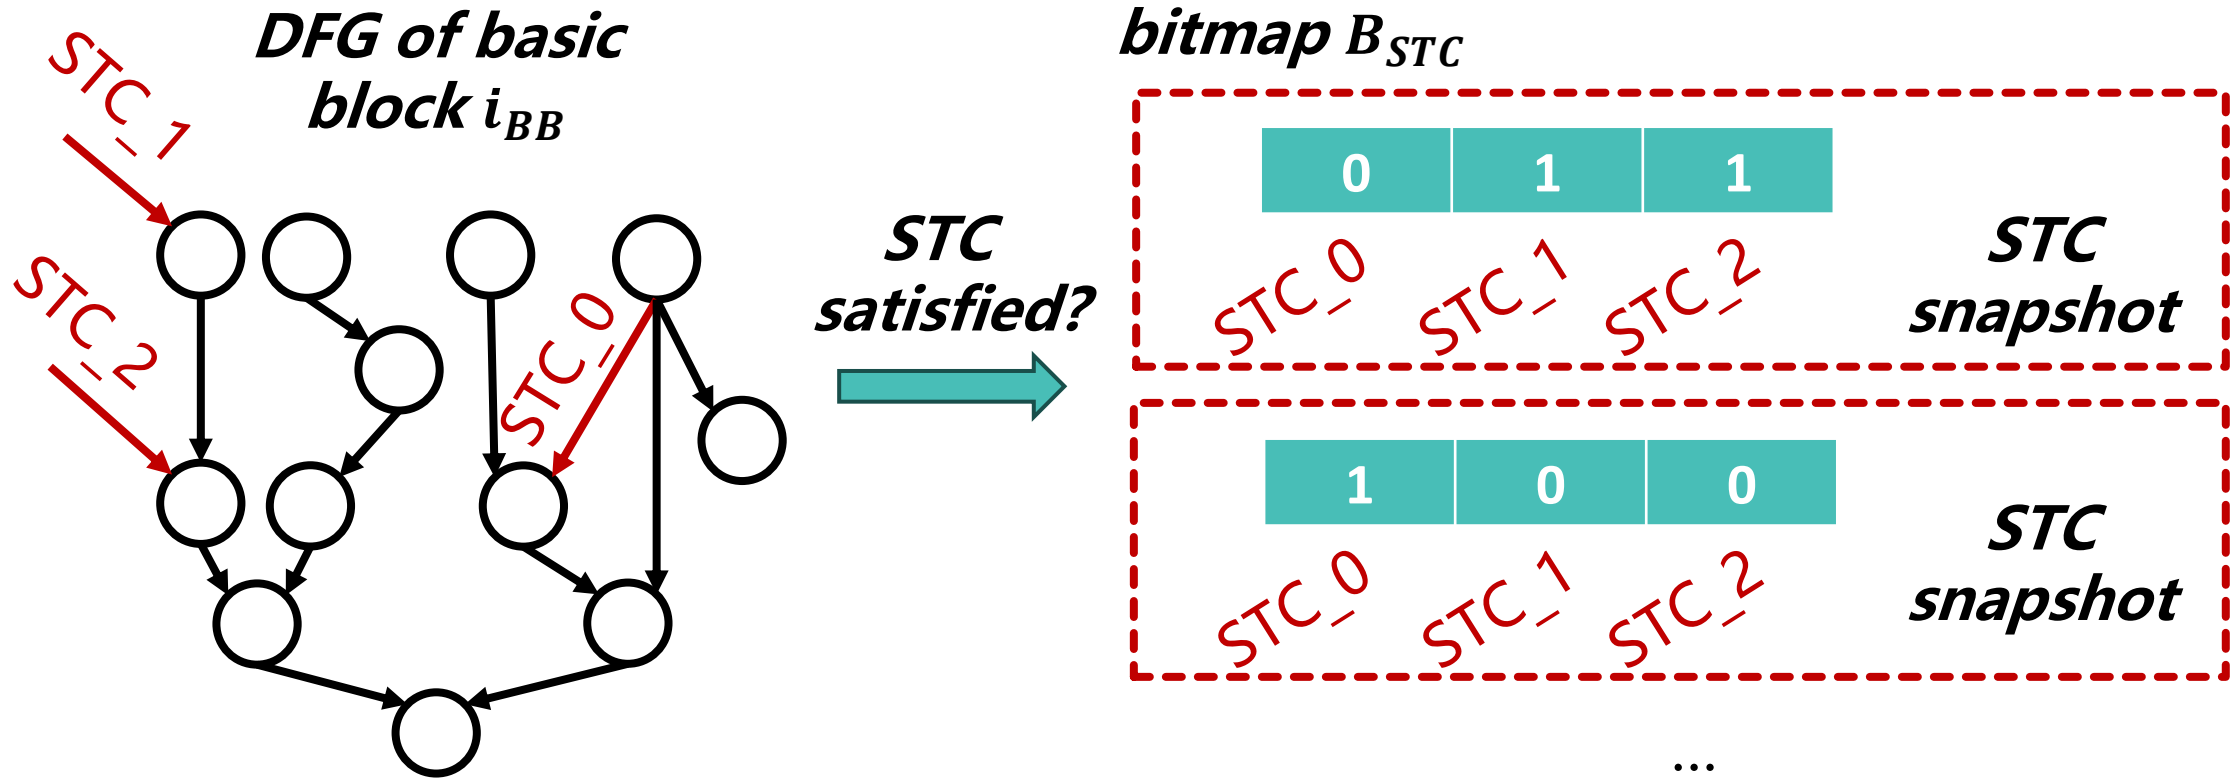 DFG of basic
block i_BB
STC_1
STC_2
STC_0
STC
satisfied?
bitmap B_STC
0 1 1
STC_0 STC_1 STC_2
STC
snapshot
1 0 0
STC_0 STC_1 STC_2
STC
snapshot
...